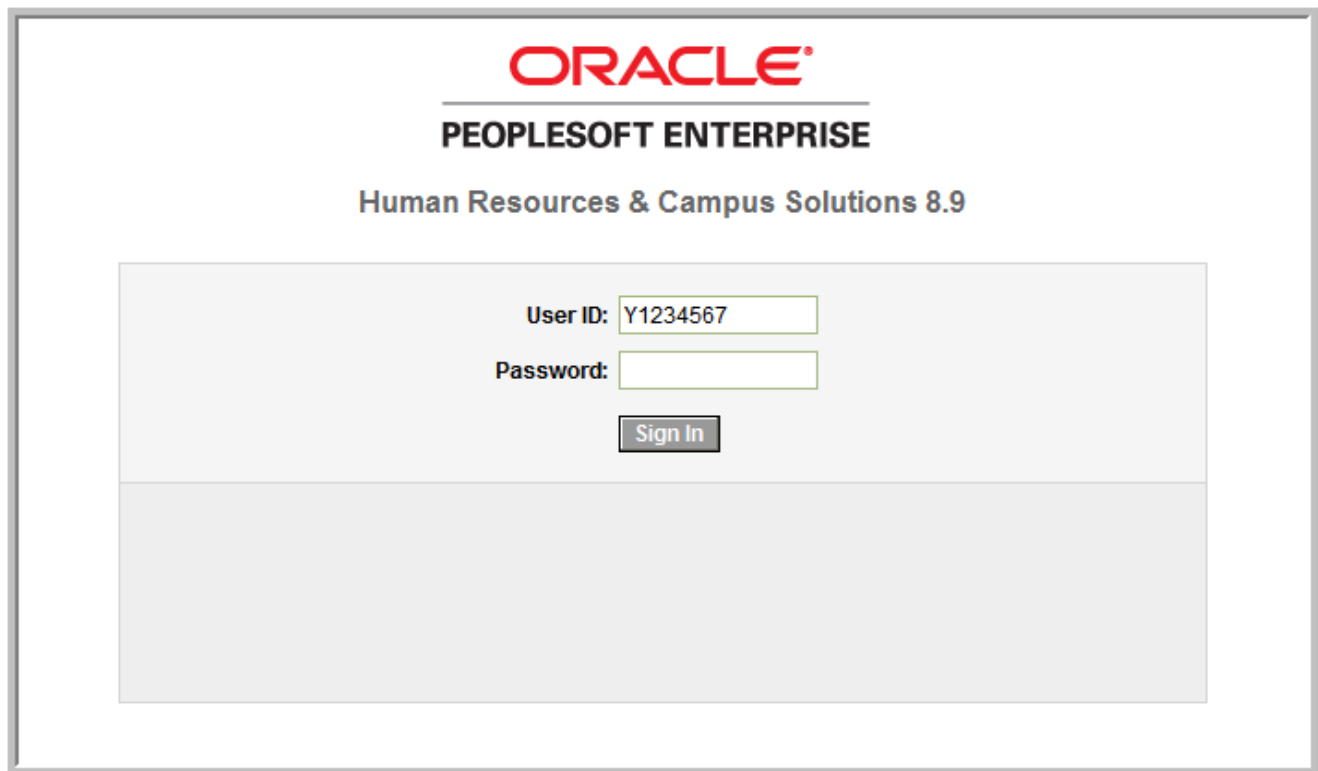 ORACLE®
PEOPLESOFT ENTERPRISE
Human Resources & Campus Solutions 8.9
User ID: Y1234567
Password:
Sign In